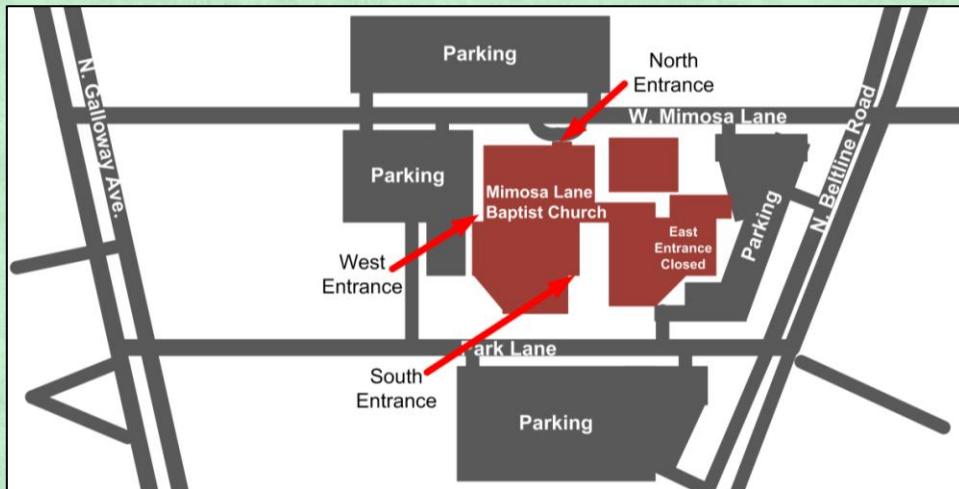 Parking
North
Entrance
N. Galloway Ave.
W. Mimosa Lane
Parking
Mimosa Lane
Baptist Church
N. Beltline Road
Parking
East
Entrance
Closed
West
Entrance
Park Lane
South
Entrance
Parking